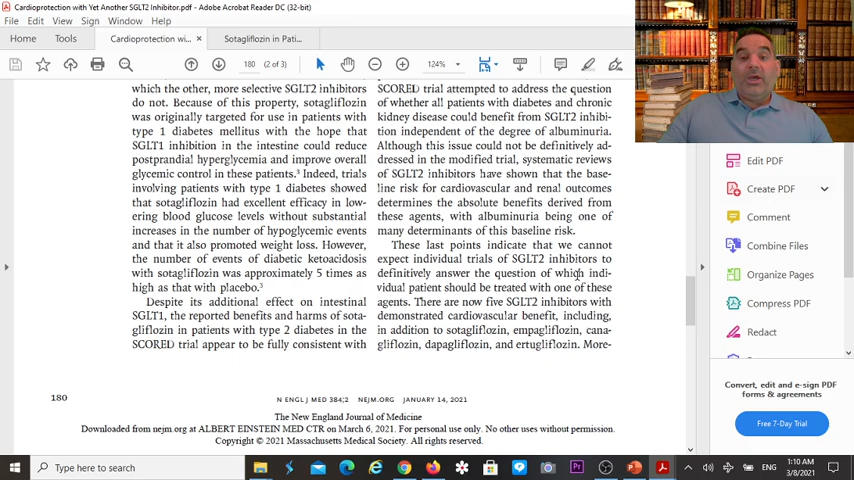 Cardioprotection with Yet Another SGLT2 Inhibitor.pdf - Adobe Acrobat Reader DC (32-bit)
File Edit View Sign Window Help
Home Tools Cardioprotection wi... × Sotagliflozin in Pati...
180 (2 of 3) 124%
which the other, more selective SGLT2 inhibitors
do not. Because of this property, sotagliflozin
was originally targeted for use in patients with
type 1 diabetes mellitus with the hope that
SGLT1 inhibition in the intestine could reduce
postprandial hyperglycemia and improve overall
glycemic control in these patients.³ Indeed, trials
involving patients with type 1 diabetes showed
that sotagliflozin had excellent efficacy in low-
ering blood glucose levels without substantial
increases in the number of hypoglycemic events
and that it also promoted weight loss. However,
the number of events of diabetic ketoacidosis
with sotagliflozin was approximately 5 times as
high as that with placebo.³
Despite its additional effect on intestinal
SGLT1, the reported benefits and harms of sota-
gliflozin in patients with type 2 diabetes in the
SCORED trial appear to be fully consistent with
SCORED trial attempted to address the question
of whether all patients with diabetes and chronic
kidney disease could benefit from SGLT2 inhibi-
tion independent of the degree of albuminuria.
Although this issue could not be definitively ad-
dressed in the modified trial, systematic reviews
of SGLT2 inhibitors have shown that the base-
line risk for cardiovascular and renal outcomes
determines the absolute benefits derived from
these agents, with albuminuria being one of
many determinants of this baseline risk.
These last points indicate that we cannot
expect individual trials of SGLT2 inhibitors to
definitively answer the question of which indi-
vidual patient should be treated with one of these
agents. There are now five SGLT2 inhibitors with
demonstrated cardiovascular benefit, including,
in addition to sotagliflozin, empagliflozin, cana-
gliflozin, dapagliflozin, and ertugliflozin. More-
180
N ENGL J MED 384;2 NEJM.ORG JANUARY 14, 2021
The New England Journal of Medicine
Downloaded from nejm.org at ALBERT EINSTEIN MED CTR on March 6, 2021. For personal use only. No other uses without permission.
Copyright © 2021 Massachusetts Medical Society. All rights reserved.
Edit PDF
Create PDF
Comment
Combine Files
Organize Pages
Compress PDF
Redact
Convert, edit and e-sign PDF
forms & agreements
Free 7-Day Trial
Type here to search
ENG
1:10 AM
3/8/2021